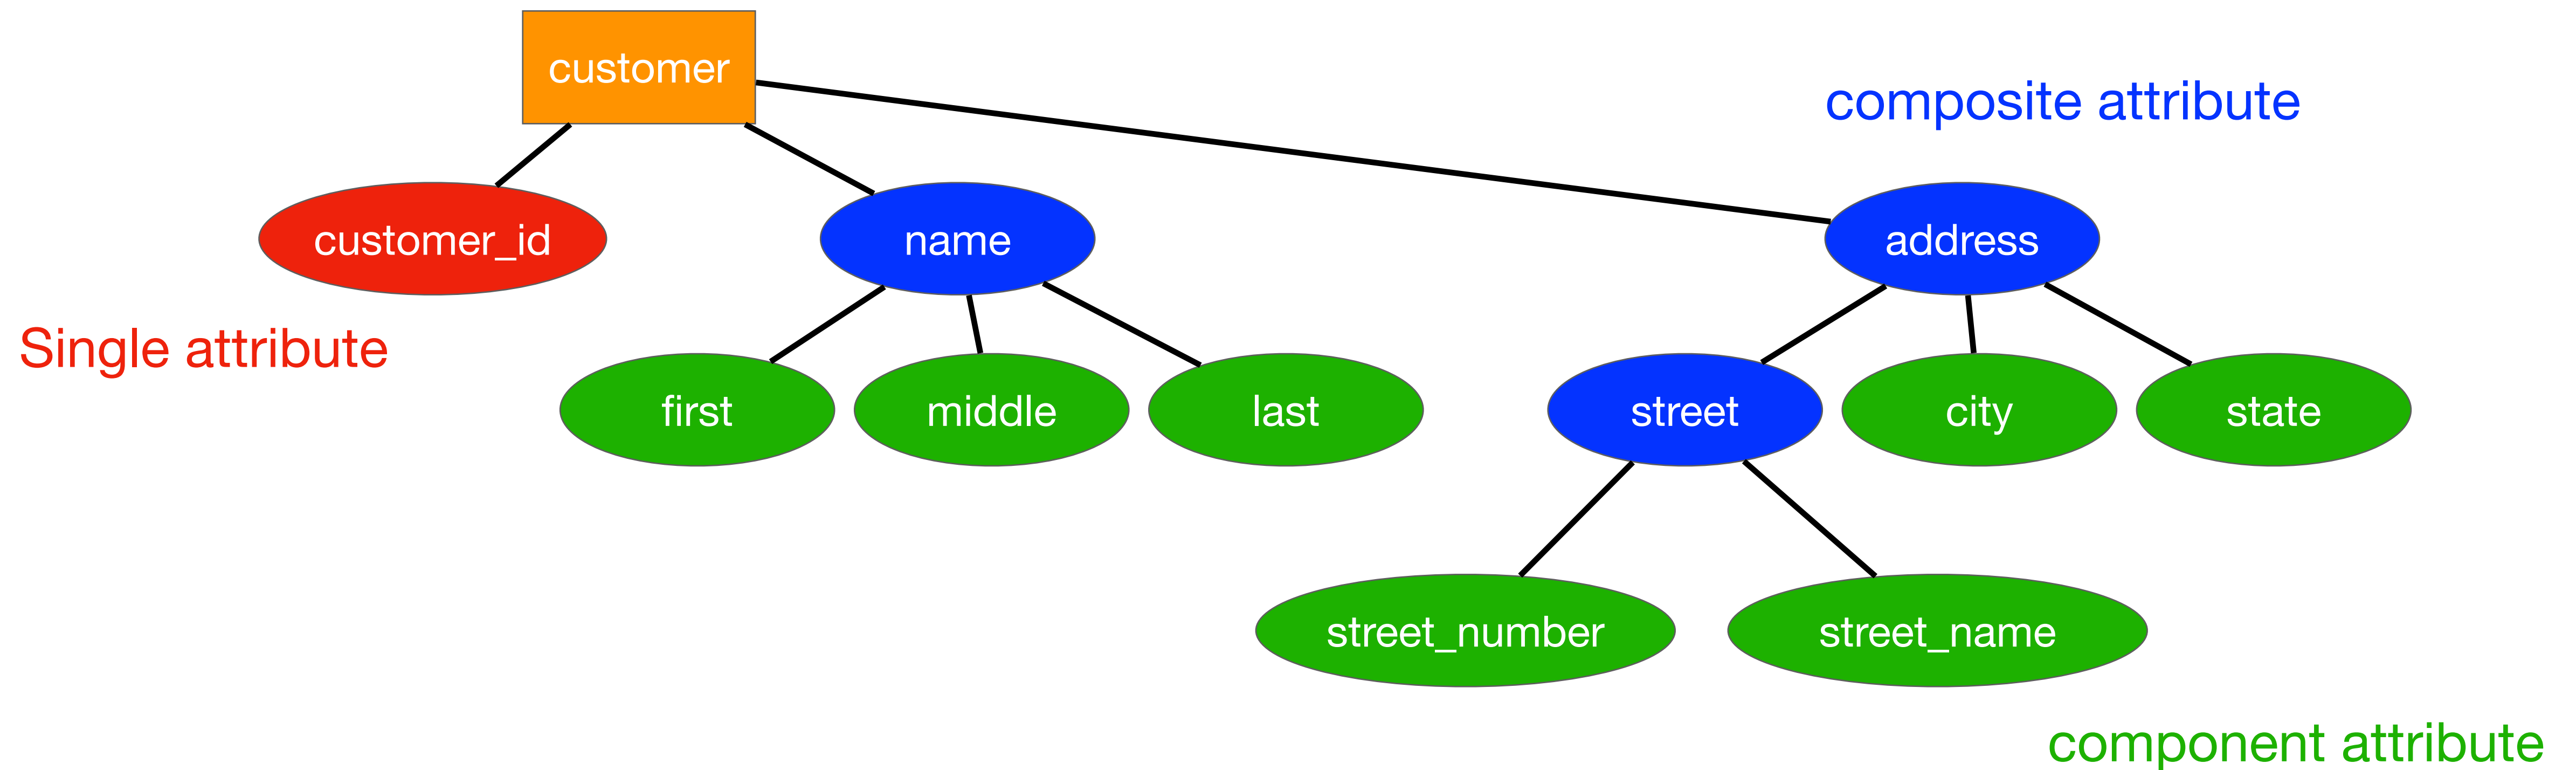 customer
composite attribute
customer_id
name
address
Single attribute
first
middle
last
street
city
state
street_number
street_name
component attribute